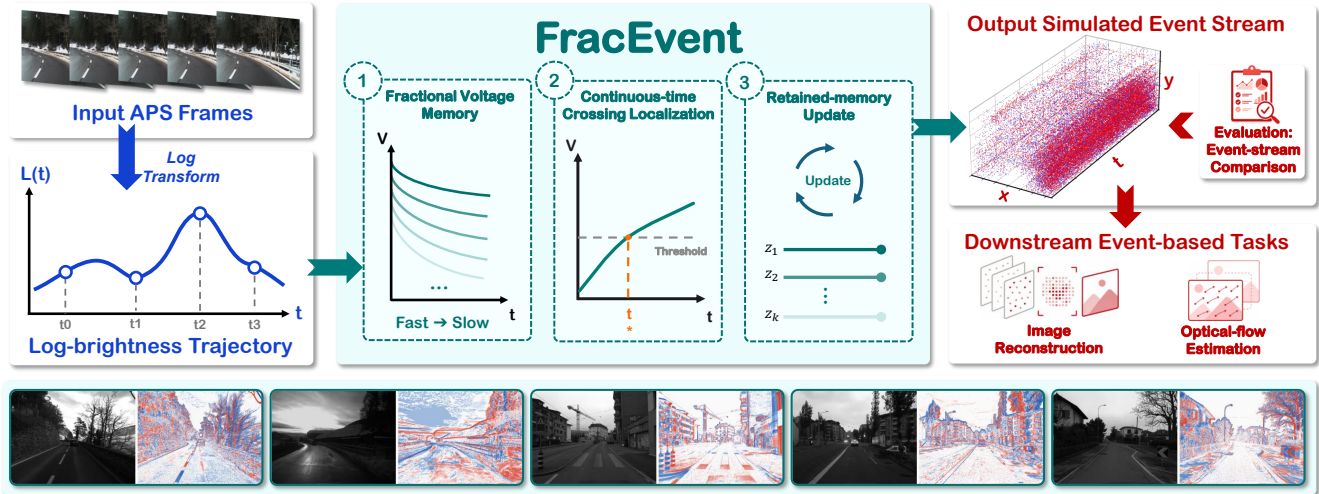 Input APS Frames
Log
Transform
L(t)
t
t0
t1
t2
t3
Log-brightness Trajectory
FracEvent
1
Fractional Voltage
Memory
V
...
t
Fast → Slow
2
Continuous-time
Crossing Localization
V
Threshold
t
*
t
3
Retained-memory
Update
Update
z1
z2
⋮
zk
Output Simulated Event Stream
y
t
x
Evaluation:
Event-stream
Comparison
Downstream Event-based Tasks
Image
Reconstruction
Optical-flow
Estimation